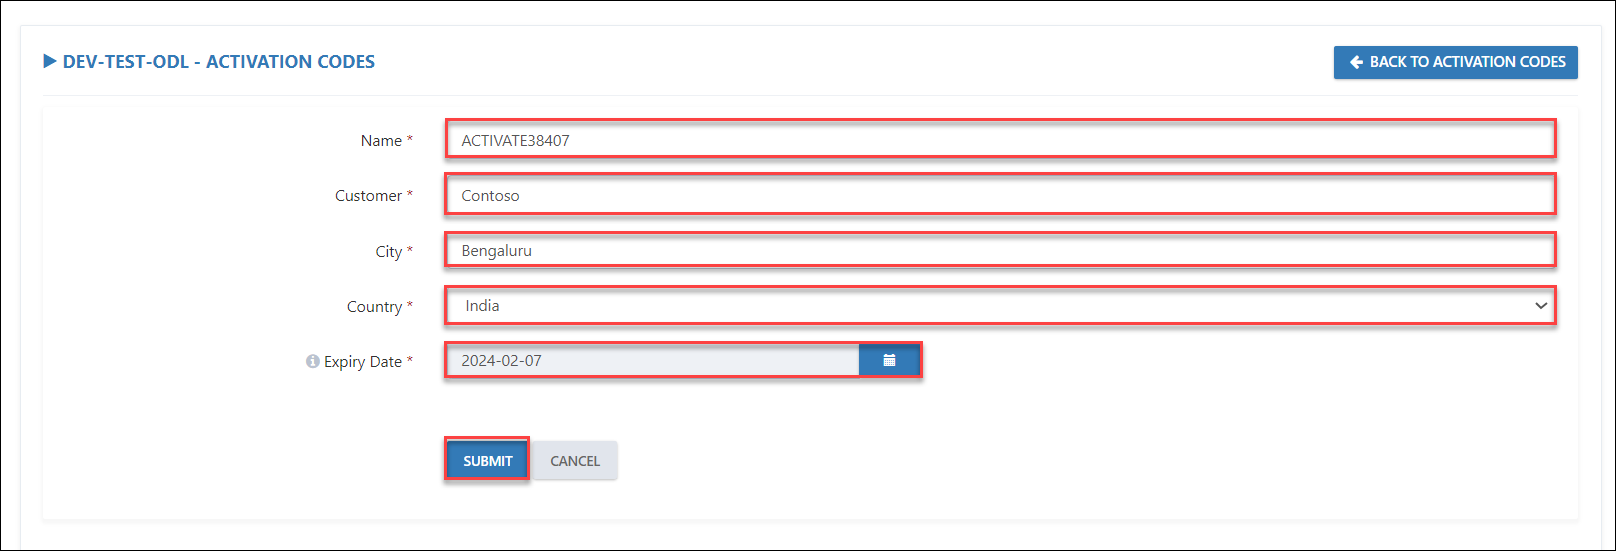 DEV-TEST-ODL - ACTIVATION CODES
BACK TO ACTIVATION CODES
Name * ACTIVATE38407
Customer * Contoso
City * Bengaluru
Country * India
Expiry Date * 2024-02-07
SUBMIT CANCEL